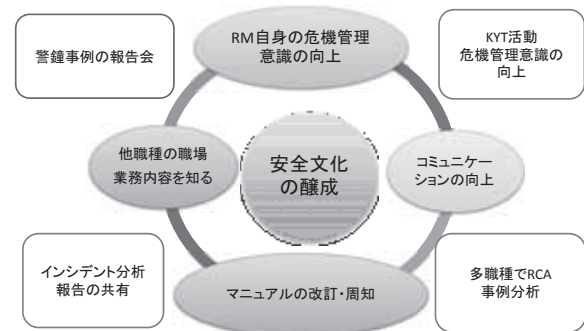 RM自身の危機管理
意識の向上
警鐘事例の報告会
KYT活動
危機管理意識の
向上
他職種の職場
業務内容を知る
安全文化
の醸成
コミュニケー
ションの向上
インシデント分析
報告の共有
マニュアルの改訂・周知
多職種でRCA
事例分析